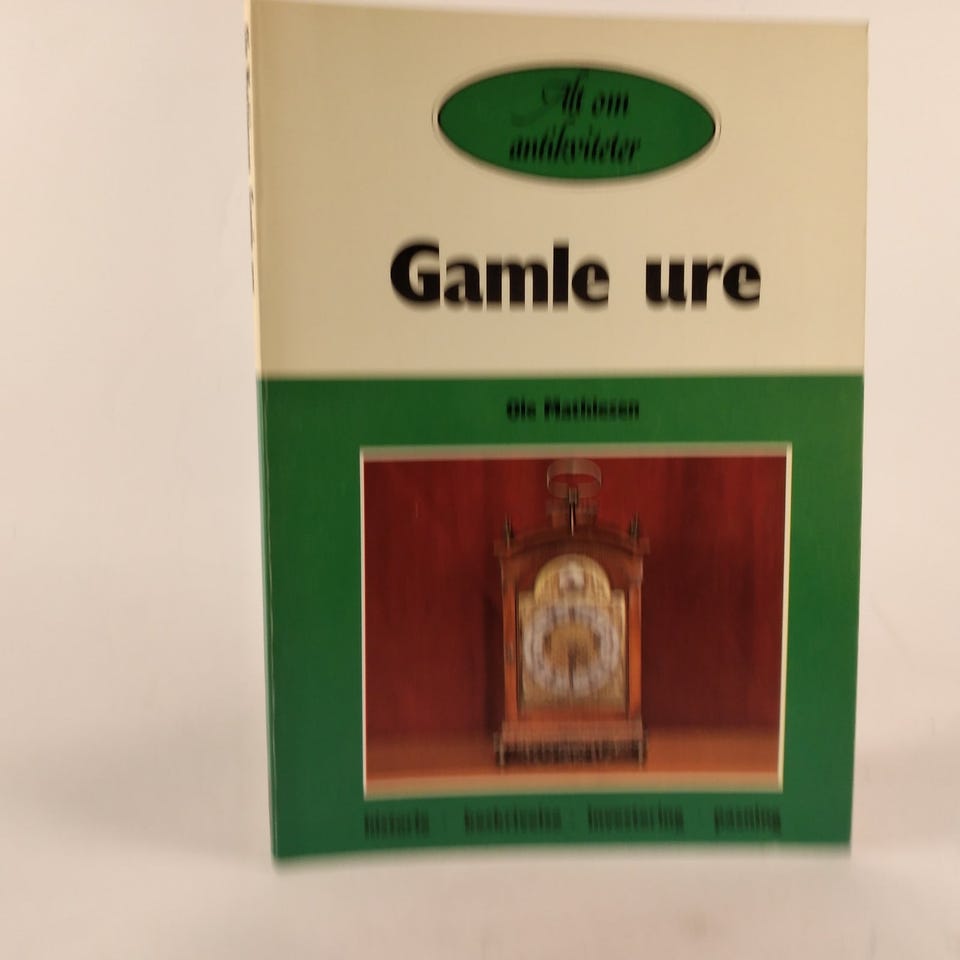 Alt om
antikviteter
Gamle ure
Ole Mathiesen
historie beskrivelse investering pasning